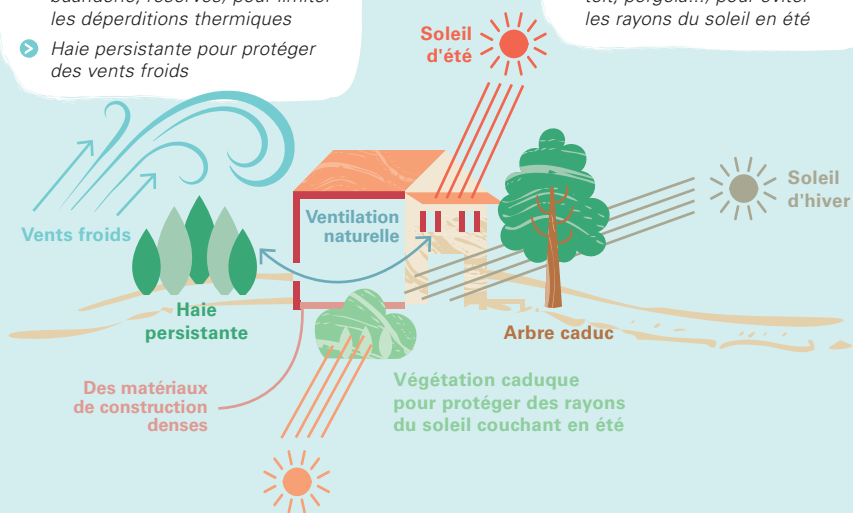 les déperditions thermiques
Haie persistante pour protéger
des vents froids
les rayons du soleil en été
Soleil
d'été
Soleil
d'hiver
Vents froids
Ventilation
naturelle
Haie
persistante
Arbre caduc
Des matériaux
de construction
denses
Végétation caduque
pour protéger des rayons
du soleil couchant en été